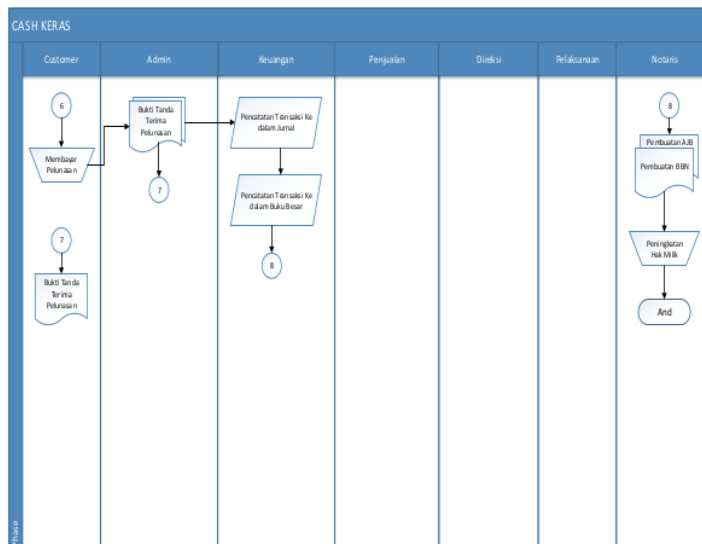 CASH KERAS
Customer
Admin
Keuangan
Penjualan
Direksi
Pelaksanaan
Notaris
6
Membayar
Pelunasan
Bukti Tanda
Terima
Pelunasan
7
Pencatatan Transaksi Ke
dalam Jurnal
Pencatatan Transaksi Ke
dalam Buku Besar
8
7
Bukti Tanda
Terima
Pelunasan
8
Pembuatan AJB
Pembuatan BBN
Peningkatan
Hak Milik
And
Phase